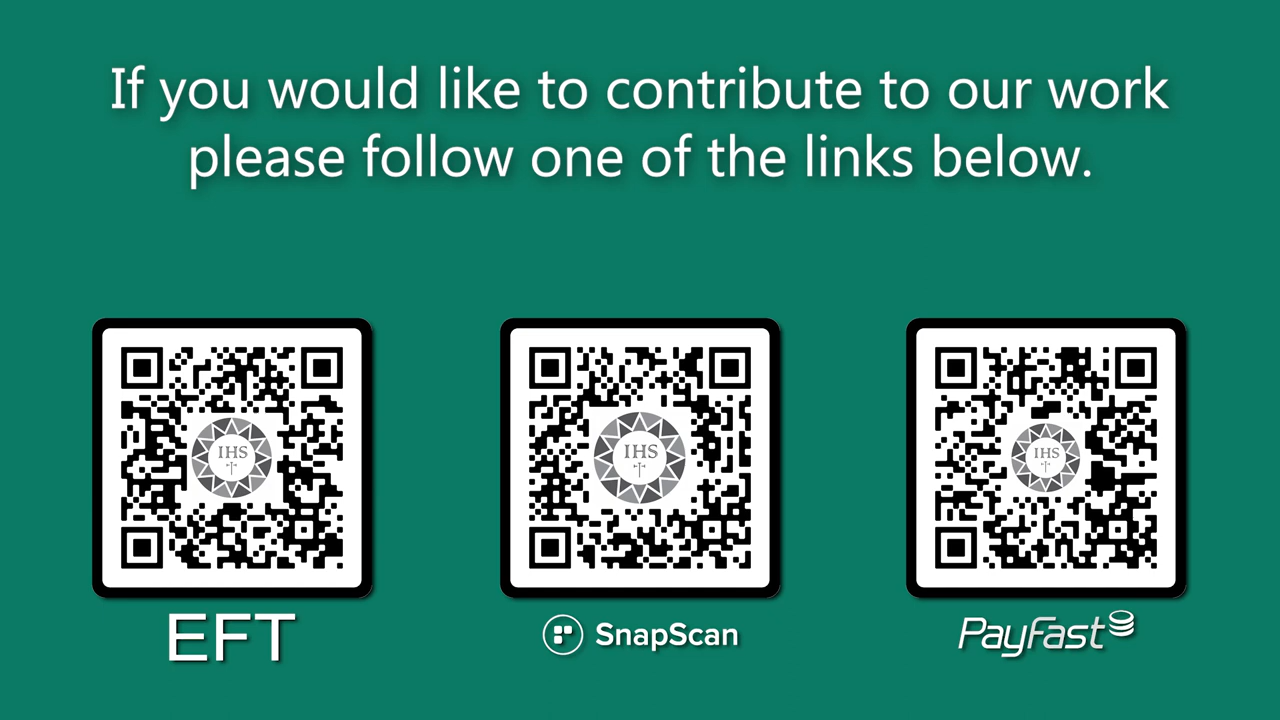 If you would like to contribute to our work
please follow one of the links below.
IHS
IHS
IHS
EFT
SnapScan
PayFast